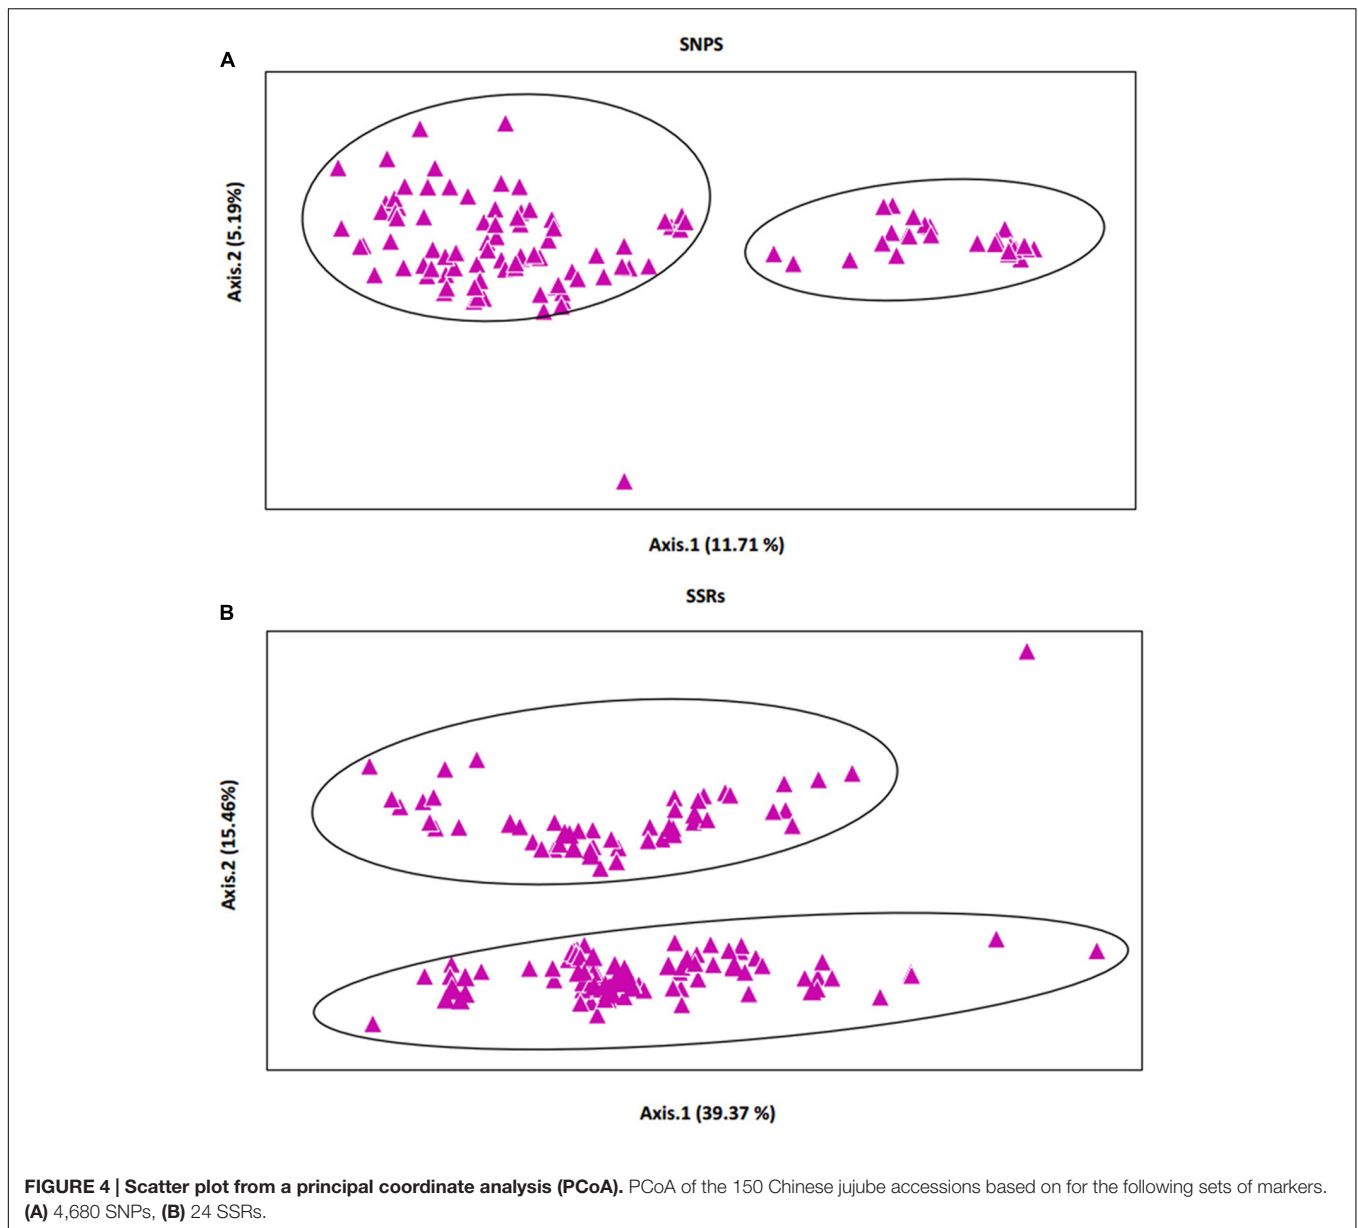 A
SNPS
Axis.2 (5.19%)
Axis.1 (11.71 %)
B
SSRs
Axis.2 (15.46%)
Axis.1 (39.37 %)
FIGURE 4 | Scatter plot from a principal coordinate analysis (PCoA). PCoA of the 150 Chinese jujube accessions based on for the following sets of markers.
(A) 4,680 SNPs, (B) 24 SSRs.